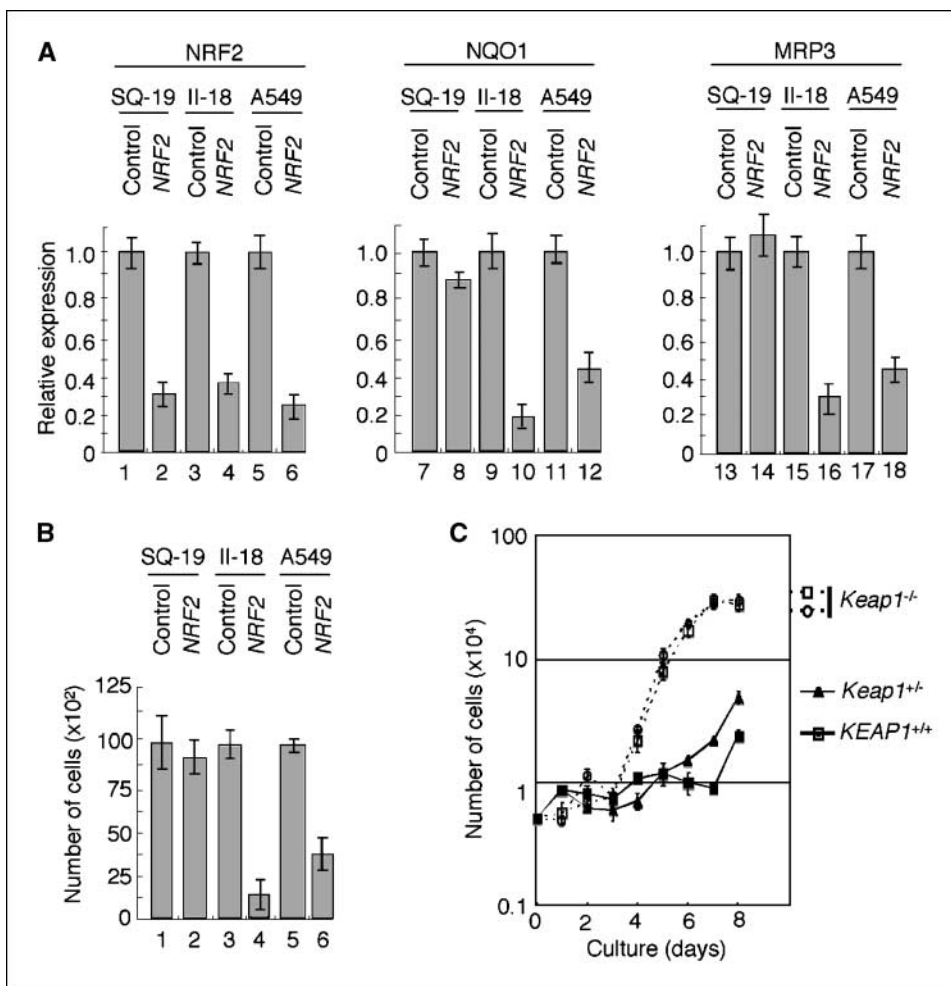 A
NRF2
NQO1
MRP3
SQ-19 II-18 A549
SQ-19 II-18 A549
SQ-19 II-18 A549
Control NRF2 Control NRF2 Control NRF2
Control NRF2 Control NRF2 Control NRF2
Control NRF2 Control NRF2 Control NRF2
Relative expression
1.0
0.8
0.6
0.4
0.2
0
1 2 3 4 5 6
1.0
0.8
0.6
0.4
0.2
0
7 8 9 10 11 12
1.0
0.8
0.6
0.4
0.2
0
13 14 15 16 17 18
B
SQ-19 II-18 A549
Control NRF2 Control NRF2 Control NRF2
Number of cells (x10²)
125
100
75
50
25
0
1 2 3 4 5 6
C
Number of cells (x10⁴)
100
10
1
0.1
0 2 4 6 8
Culture (days)
Keap1-/-
Keap1+/-
KEAP1+/+